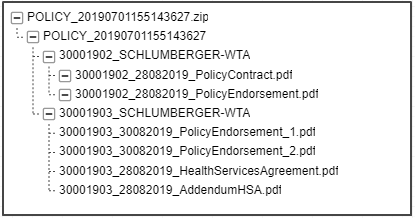 POLICY_20190701155143627.zip
POLICY_20190701155143627
30001902_SCHLUMBERGER-WTA
30001902_28082019_PolicyContract.pdf
30001902_28082019_PolicyEndorsement.pdf
30001903_SCHLUMBERGER-WTA
30001903_30082019_PolicyEndorsement_1.pdf
30001903_30082019_PolicyEndorsement_2.pdf
30001903_28082019_HealthServicesAgreement.pdf
30001903_28082019_AddendumHSA.pdf